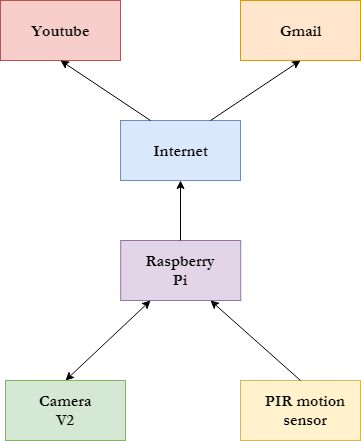 Youtube
Gmail
Internet
Raspberry
Pi
Camera
V2
PIR motion
sensor